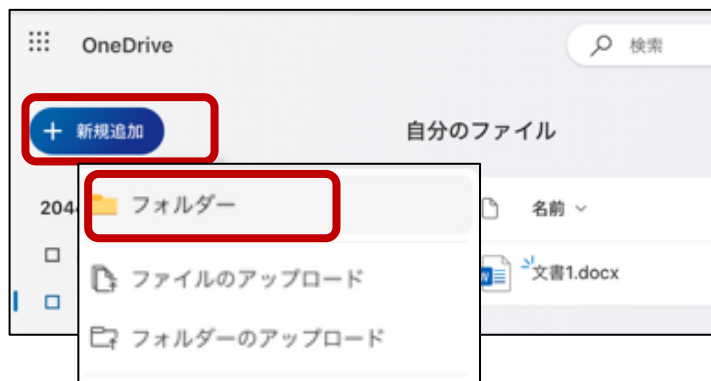 OneDrive
検索
新規追加
自分のファイル
204
フォルダー
名前
ファイルのアップロード
文書1.docx
フォルダーのアップロード